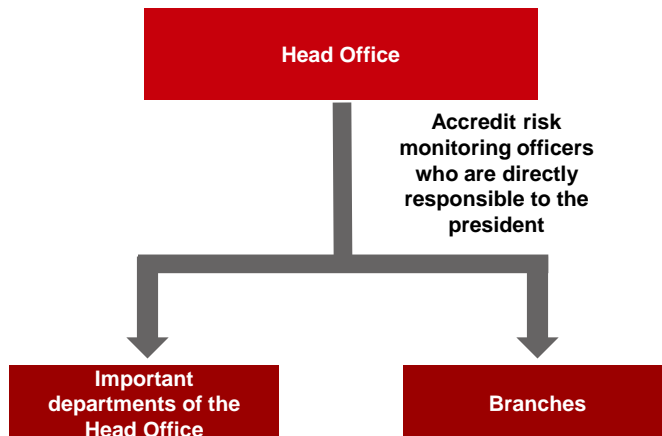 Head Office
Accredit risk
monitoring officers
who are directly
responsible to the
president
Important
departments of the
Head Office
Branches